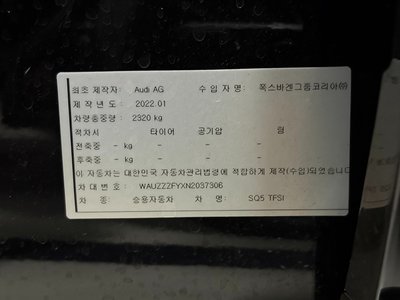 최초 제작자: Audi AG 수 입 자 명: 폭스바겐그룹코리아㈜
제 작 년 도 : 2022.01
차량총중량 : 2320 kg
적차시 타이어 공기압 림
전축중 - kg - - -
후축중 - kg - - -
이 자동차는 대한민국 자동차관리법령에 적합하게 제작(수입)되었습니다.
차 대 번 호 : WAUZZZFYXN2037306
차 종: 승용자동차 차 명: SQ5 TFSI